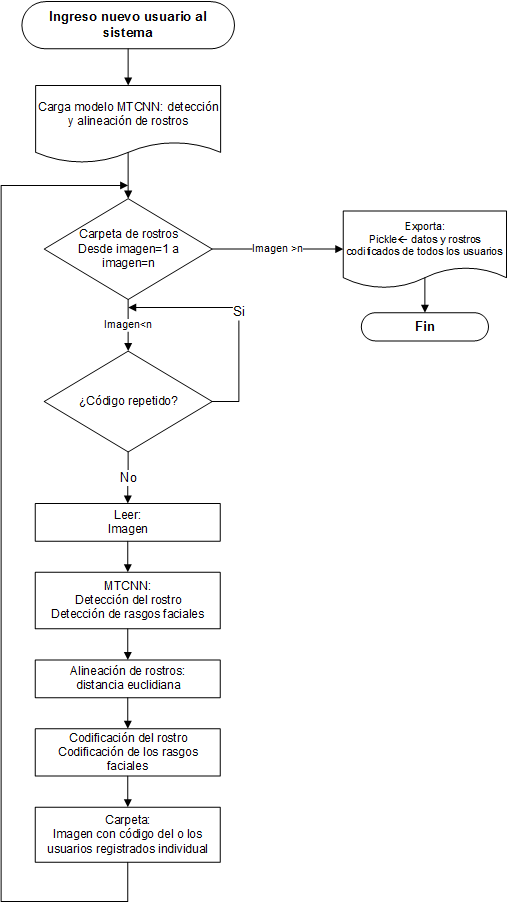 Ingreso nuevo usuario al
sistema
Carga modelo MTCNN: detección
y alineación de rostros
Carpeta de rostros
Desde imagen=1 a
imagen=n
Imagen >n
Exporta:
Pickle← datos y rostros
codificados de todos los usuarios
Fin
Si
Imagen<n
¿Código repetido?
No
Leer:
Imagen
MTCNN:
Detección del rostro
Detección de rasgos faciales
Alineación de rostros:
distancia euclidiana
Codificación del rostro
Codificación de los rasgos
faciales
Carpeta:
Imagen con código del o los
usuarios registrados individual